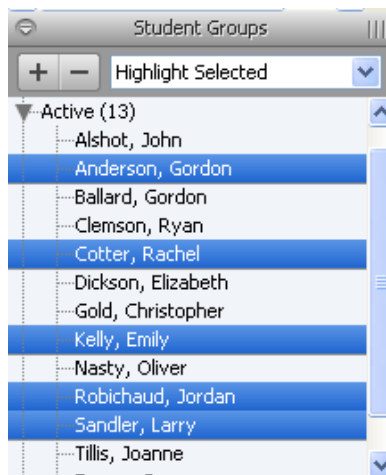 Student Groups
+ − Highlight Selected
Active (13)
Alshot, John
Anderson, Gordon
Ballard, Gordon
Clemson, Ryan
Cotter, Rachel
Dickson, Elizabeth
Gold, Christopher
Kelly, Emily
Nasty, Oliver
Robichaud, Jordan
Sandler, Larry
Tillis, Joanne